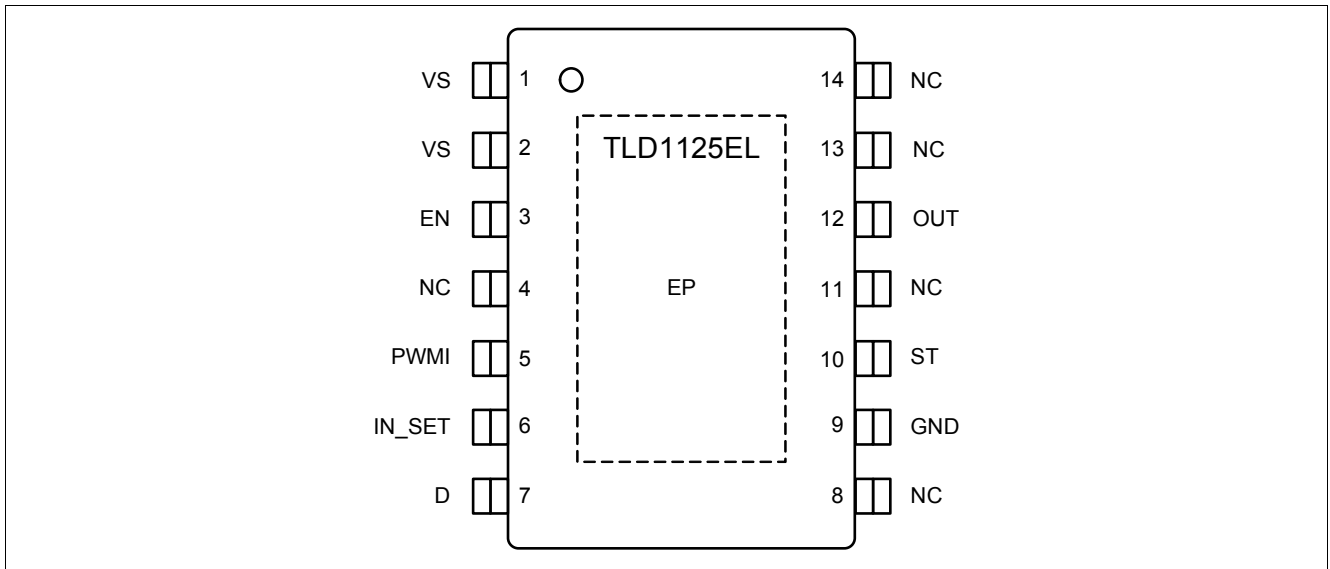 VS 1 14 NC
VS 2 TLD1125EL 13 NC
EN 3 12 OUT
NC 4 EP 11 NC
PWMI 5 10 ST
IN_SET 6 9 GND
D 7 8 NC